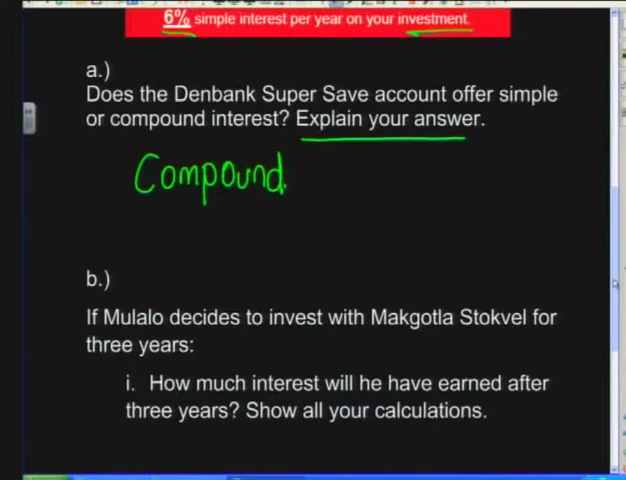 6% simple interest per year on your investment.
a.)
Does the Denbank Super Save account offer simple
or compound interest? Explain your answer.
Compound.
b.)
If Mulalo decides to invest with Makgotla Stokvel for
three years:
i. How much interest will he have earned after
three years? Show all your calculations.